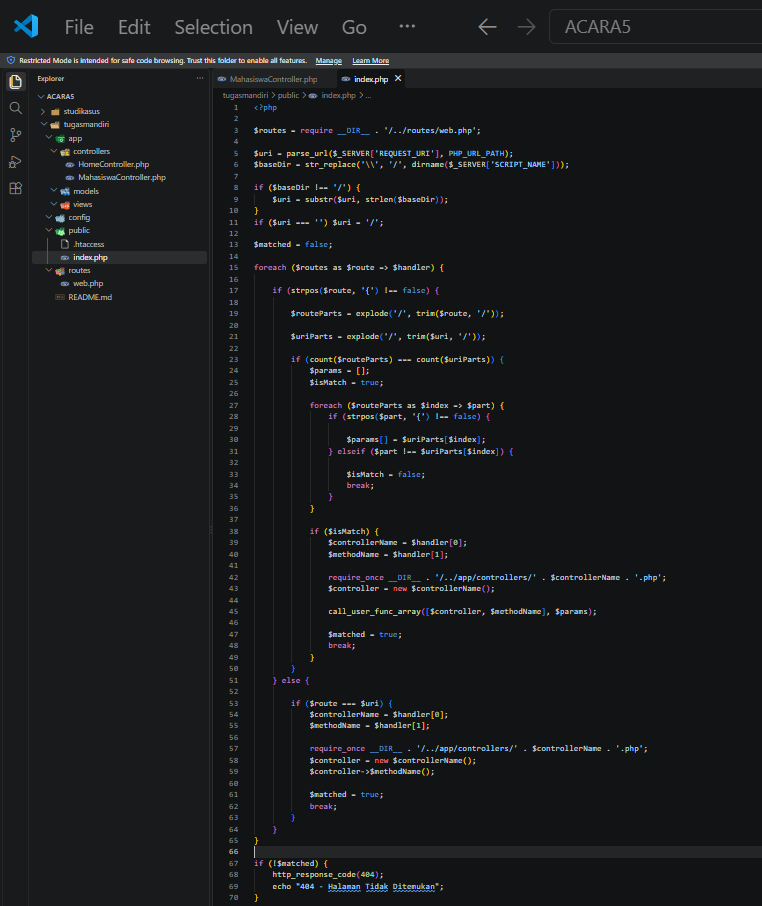 File Edit Selection View Go ··· ← → ACARA5
Restricted Mode is intended for safe code browsing. Trust this folder to enable all features. Manage Learn More
Explorer ···
ACARA5
studikasus
tugasmandiri
app
controllers
HomeController.php
MahasiswaController.php
models
views
config
public
.htaccess
index.php
routes
web.php
README.md
MahasiswaController.php index.php ×
tugasmandiri > public > index.php > ...
1 <?php
2
3 $routes = require __DIR__ . '/../routes/web.php';
4
5 $uri = parse_url($_SERVER['REQUEST_URI'], PHP_URL_PATH);
6 $baseDir = str_replace('\\', '/', dirname($_SERVER['SCRIPT_NAME']));
7
8 if ($baseDir !== '/') {
9 $uri = substr($uri, strlen($baseDir));
10 }
11 if ($uri === '') $uri = '/';
12
13 $matched = false;
14
15 foreach ($routes as $route => $handler) {
16
17 if (strpos($route, '{') !== false) {
18
19 $routeParts = explode('/', trim($route, '/'));
20
21 $uriParts = explode('/', trim($uri, '/'));
22
23 if (count($routeParts) === count($uriParts)) {
24 $params = [];
25 $isMatch = true;
26
27 foreach ($routeParts as $index => $part) {
28 if (strpos($part, '{') !== false) {
29
30 $params[] = $uriParts[$index];
31 } elseif ($part !== $uriParts[$index]) {
32
33 $isMatch = false;
34 break;
35 }
36 }
37
38 if ($isMatch) {
39 $controllerName = $handler[0];
40 $methodName = $handler[1];
41
42 require_once __DIR__ . '/../app/controllers/' . $controllerName . '.php';
43 $controller = new $controllerName();
44
45 call_user_func_array([$controller, $methodName], $params);
46
47 $matched = true;
48 break;
49 }
50 }
51 } else {
52
53 if ($route === $uri) {
54 $controllerName = $handler[0];
55 $methodName = $handler[1];
56
57 require_once __DIR__ . '/../app/controllers/' . $controllerName . '.php';
58 $controller = new $controllerName();
59 $controller->$methodName();
60
61 $matched = true;
62 break;
63 }
64 }
65 }
66
67 if (!$matched) {
68 http_response_code(404);
69 echo "404 - Halaman Tidak Ditemukan";
70 }